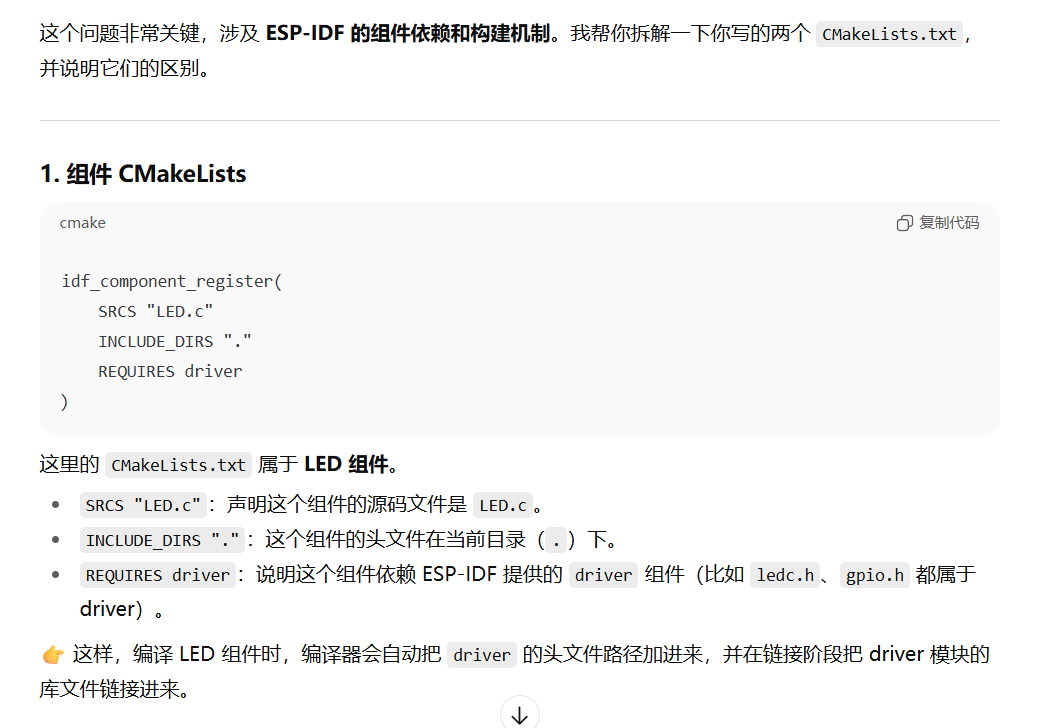 这个问题非常关键，涉及 ESP-IDF 的组件依赖和构建机制。我帮你拆解一下你写的两个 CMakeLists.txt，
并说明它们的区别。
1. 组件 CMakeLists
cmake
复制代码
idf_component_register(
    SRCS "LED.c"
    INCLUDE_DIRS "."
    REQUIRES driver
)
这里的 CMakeLists.txt 属于 LED 组件。
• SRCS "LED.c"：声明这个组件的源码文件是 LED.c。
• INCLUDE_DIRS "."：这个组件的头文件在当前目录（.）下。
• REQUIRES driver：说明这个组件依赖 ESP-IDF 提供的 driver 组件（比如 ledc.h、gpio.h 都属于
driver）。
👉 这样，编译 LED 组件时，编译器会自动把 driver 的头文件路径加进来，并在链接阶段把 driver 模块的
库文件链接进来。